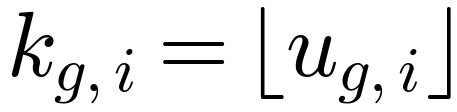 k_{g, i} = ⌊u_{g, i}⌋